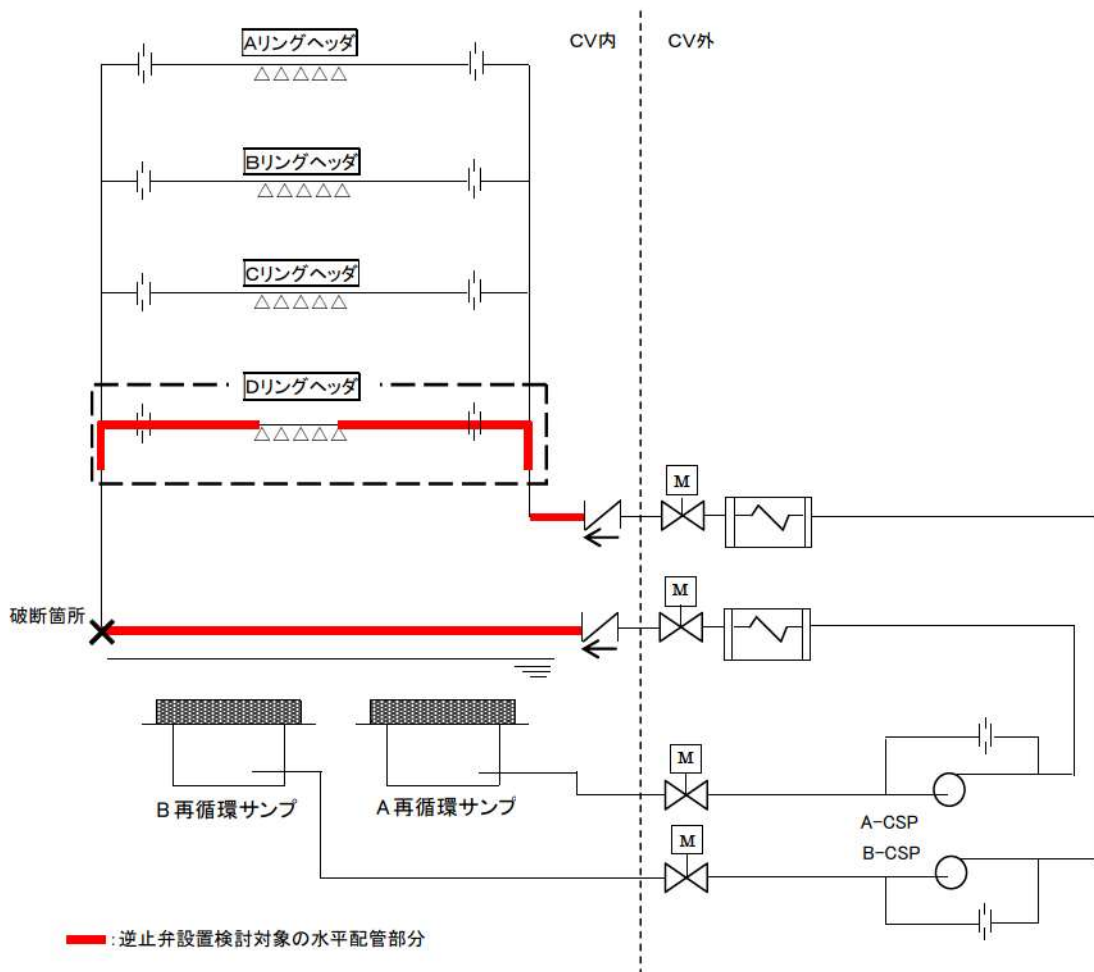 Aリングヘッダ
CV内
CV外
Bリングヘッダ
Cリングヘッダ
Dリングヘッダ
M
破断箇所
M
M
B再循環サンプ
A再循環サンプ
A-CSP
M
B-CSP
:逆止弁設置検討対象の水平配管部分